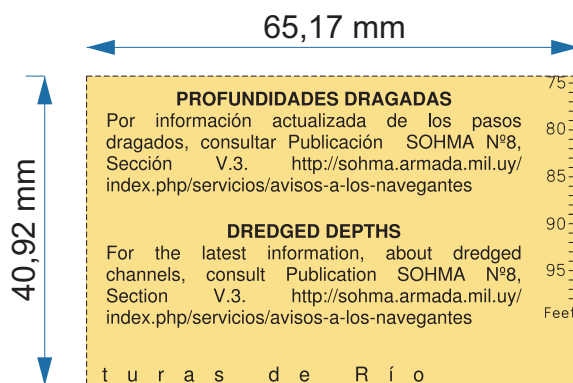 65,17 mm
40,92 mm
PROFUNDIDADES DRAGADAS
Por información actualizada de los pasos
dragados, consultar Publicación SOHMA Nº8,
Sección V.3. http://sohma.armada.mil.uy/
index.php/servicios/avisos-a-los-navegantes
DREDGED DEPTHS
For the latest information, about dredged
channels, consult Publication SOHMA Nº8,
Section V.3. http://sohma.armada.mil.uy/
index.php/servicios/avisos-a-los-navegantes
turas de Río
75
80
85
90
95
Feet